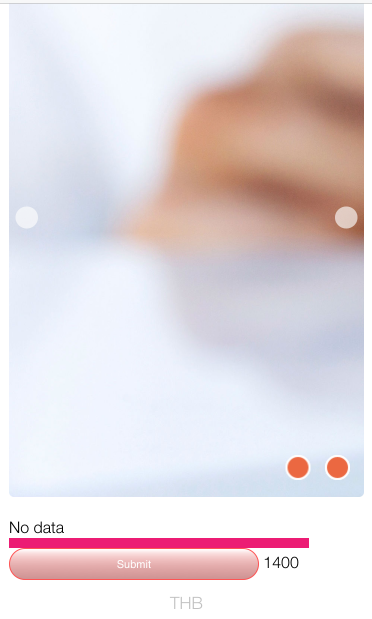 No data
Submit 1400
THB